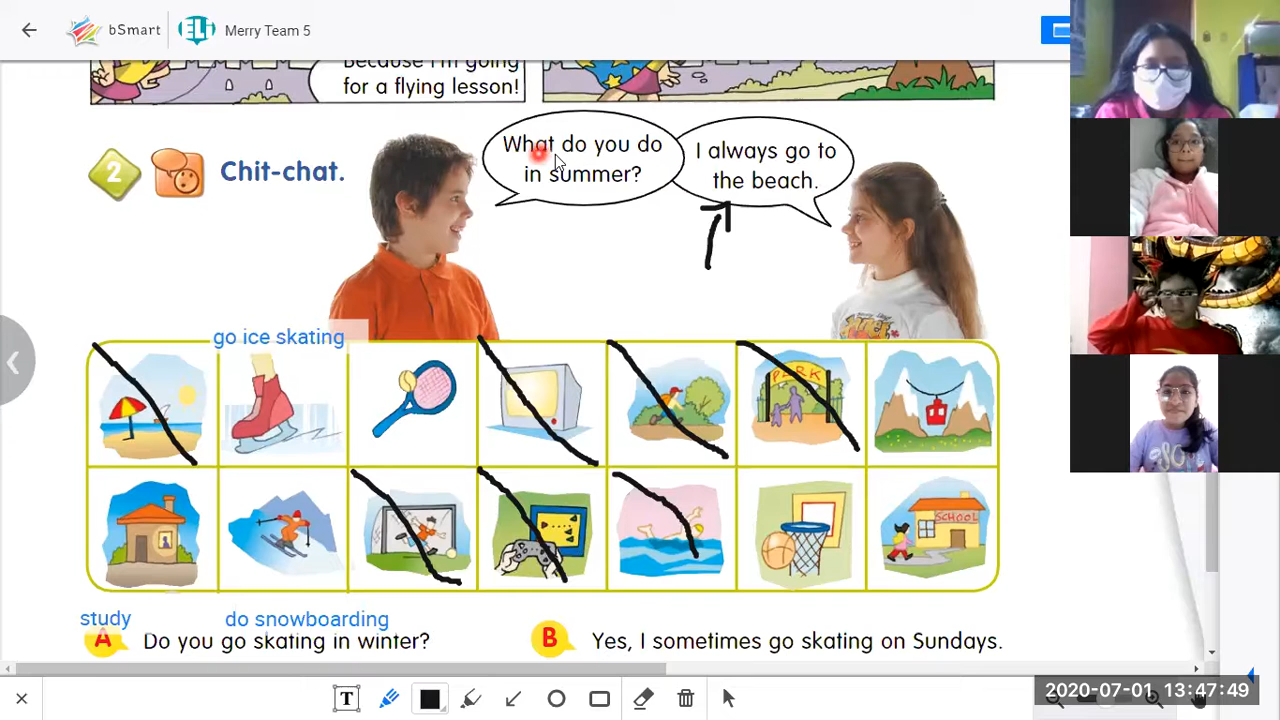 bSmart
ELi
Merry Team 5
Because I'm going
for a flying lesson!
2
Chit-chat.
What do you do
in summer?
I always go to
the beach.
go ice skating
PARK
SCHOOL
study
do snowboarding
A Do you go skating in winter?
B Yes, I sometimes go skating on Sundays.
T
2020-07-01 13:47:49